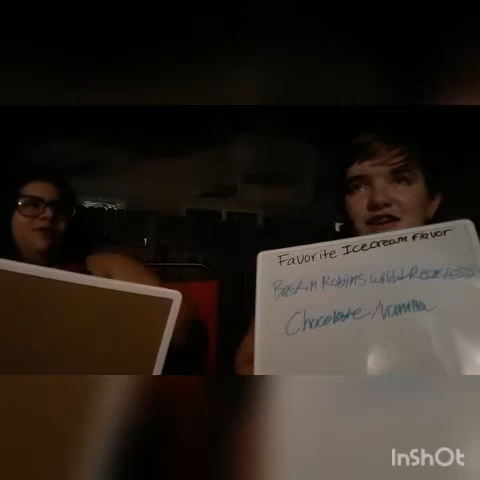 Favorite Icecream Flavor
Baskin Robins Wild & Reckless
Chocolate/Vanilla
InShOt